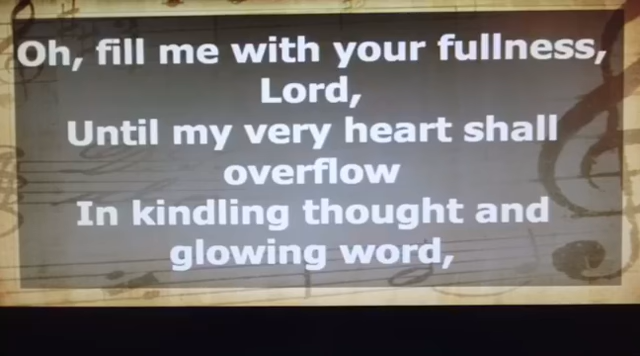 Oh, fill me with your fullness,
Lord,
Until my very heart shall
overflow
In kindling thought and
glowing word,